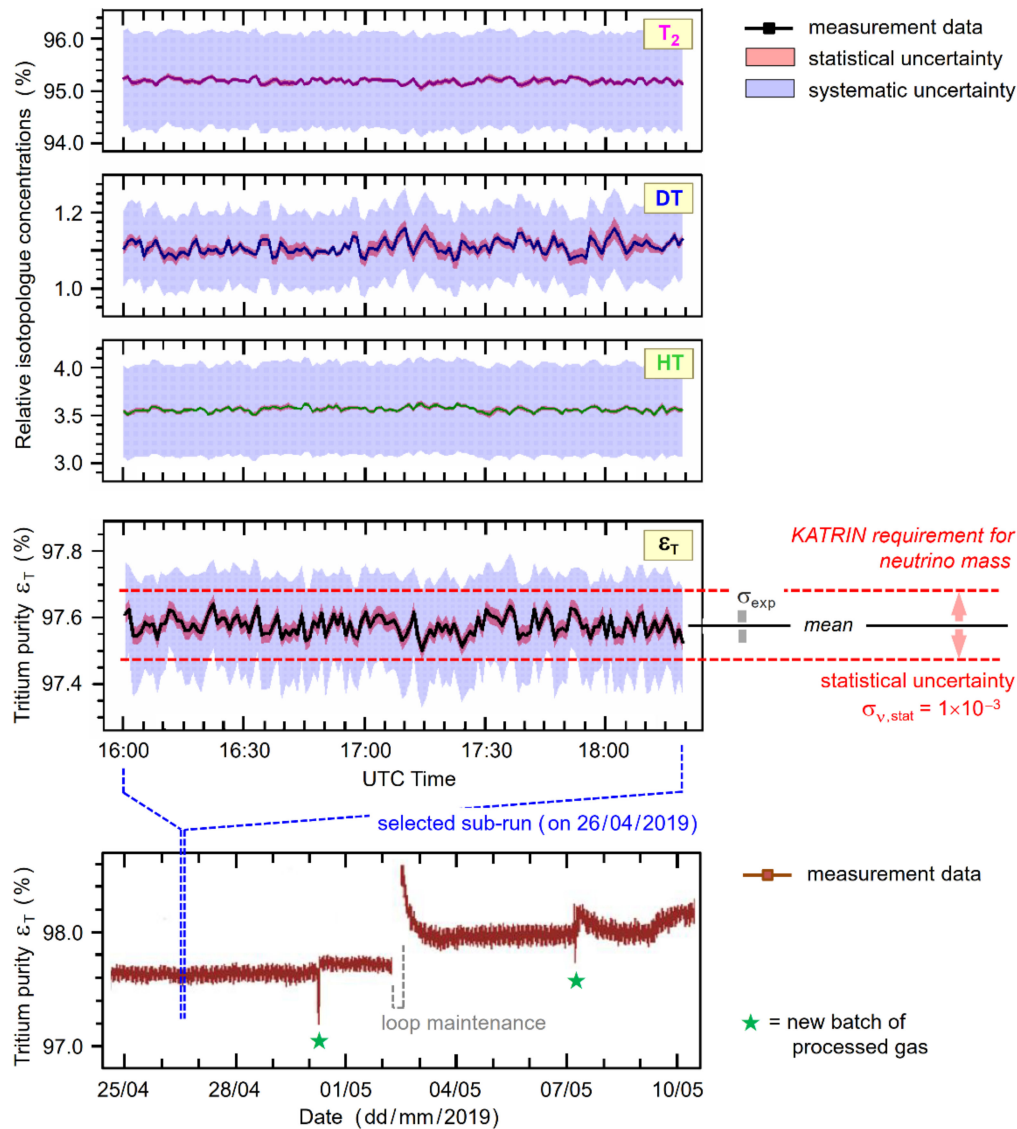 96.0
95.0
94.0
T₂
measurement data
statistical uncertainty
systematic uncertainty
Relative isotopologue concentrations (%)
1.2
1.0
DT
4.0
3.5
3.0
HT
Tritium purity εT (%)
97.8
97.6
97.4
εT
KATRIN requirement for
neutrino mass
σexp
mean
statistical uncertainty
σν,stat = 1×10⁻³
16:00
16:30
17:00
17:30
18:00
UTC Time
selected sub-run (on 26/04/2019)
Tritium purity εT (%)
98.0
97.0
measurement data
loop maintenance
★ = new batch of
processed gas
25/04
28/04
01/05
04/05
07/05
10/05
Date (dd/mm/2019)